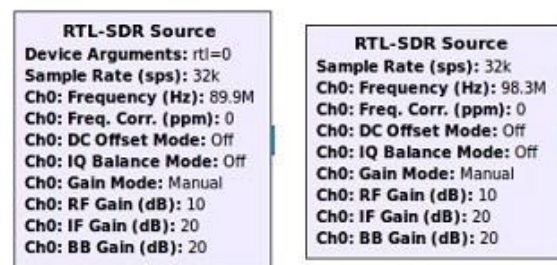 RTL-SDR Source
Device Arguments: rtl=0
Sample Rate (sps): 32k
Ch0: Frequency (Hz): 89.9M
Ch0: Freq. Corr. (ppm): 0
Ch0: DC Offset Mode: Off
Ch0: IQ Balance Mode: Off
Ch0: Gain Mode: Manual
Ch0: RF Gain (dB): 10
Ch0: IF Gain (dB): 20
Ch0: BB Gain (dB): 20
RTL-SDR Source
Sample Rate (sps): 32k
Ch0: Frequency (Hz): 98.3M
Ch0: Freq. Corr. (ppm): 0
Ch0: DC Offset Mode: Off
Ch0: IQ Balance Mode: Off
Ch0: Gain Mode: Manual
Ch0: RF Gain (dB): 10
Ch0: IF Gain (dB): 20
Ch0: BB Gain (dB): 20